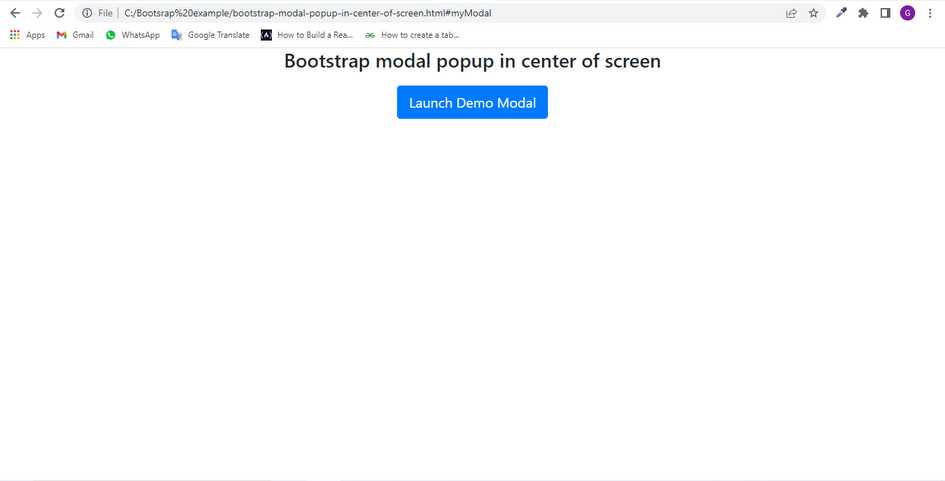 File | C:/Bootsrap%20example/bootstrap-modal-popup-in-center-of-screen.html#myModal G
Apps Gmail WhatsApp Google Translate (A) How to Build a Rea... How to create a tab...
Bootstrap modal popup in center of screen
Launch Demo Modal